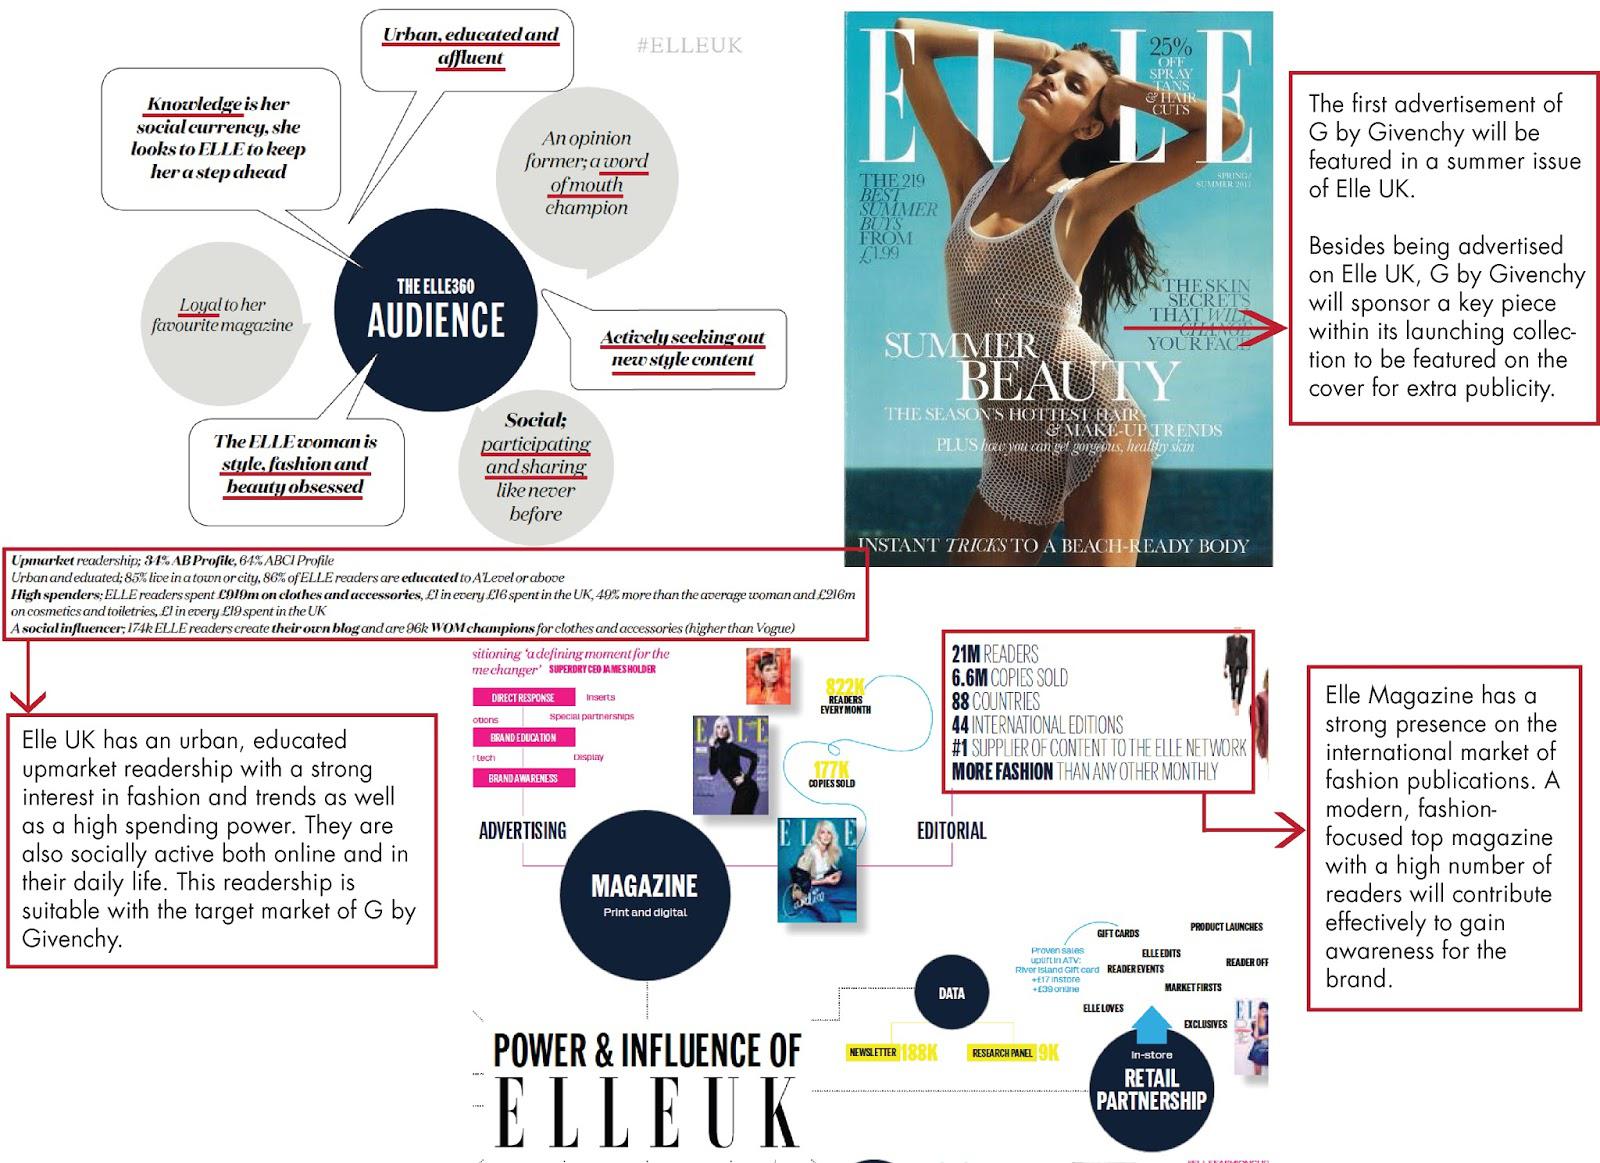 Urban, educated and
affluent
#ELLEUK
Knowledge is her
social currency, she
looks to ELLE to keep
her a step ahead
An opinion
former; a word
of mouth
champion
THE ELLE360
AUDIENCE
Loyal to her
favourite magazine
Actively seeking out
new style content
The ELLE woman is
style, fashion and
beauty obsessed
Social;
participating
and sharing
like never
before
ELLE
25%
OFF
SPRAY
TANS
& HAIR
CUTS
SPRING/
SUMMER 2017
THE 219
BEST
SUMMER
BUYS
FROM
£1.99
THE SKIN
SECRETS
THAT WILL
CHANGE
YOUR FACE
SUMMER
BEAUTY
THE SEASON'S HOTTEST HAIR
& MAKE-UP TRENDS
PLUS how you can get gorgeous, healthy skin
INSTANT TRICKS TO A BEACH-READY BODY
The first advertisement of
G by Givenchy will be
featured in a summer issue
of Elle UK.
Besides being advertised
on Elle UK, G by Givenchy
will sponsor a key piece
within its launching collec-
tion to be featured on the
cover for extra publicity.
Upmarket readership; 34% AB Profile, 64% ABC1 Profile
Urban and eduated; 85% live in a town or city, 86% of ELLE readers are educated to A'Level or above
High spenders; ELLE readers spent £919m on clothes and accessories, £1 in every £16 spent in the UK, 49% more than the average woman and £216m
on cosmetics and toiletries, £1 in every £19 spent in the UK
A social influencer; 174k ELLE readers create their own blog and are 96k WOM champions for clothes and accessories (higher than Vogue)
Elle UK has an urban, educated
upmarket readership with a strong
interest in fashion and trends as well
as a high spending power. They are
also socially active both online and in
their daily life. This readership is
suitable with the target market of G by
Givenchy.
sitioning 'a defining moment for the
me changer' SUPERDRY CEO JAMES HOLDER
DIRECT RESPONSE
Inserts
otions
Special partnerships
BRAND EDUCATION
r tech
Display
BRAND AWARENESS
ADVERTISING
ELLE
ELLE
822K
READERS
EVERY MONTH
177K
COPIES SOLD
21M READERS
6.6M COPIES SOLD
88 COUNTRIES
44 INTERNATIONAL EDITIONS
#1 SUPPLIER OF CONTENT TO THE ELLE NETWORK
MORE FASHION THAN ANY OTHER MONTHLY
EDITORIAL
MAGAZINE
Print and digital
Elle Magazine has a
strong presence on the
international market of
fashion publications. A
modern, fashion-
focused top magazine
with a high number of
readers will contribute
effectively to gain
awareness for the
brand.
POWER & INFLUENCE OF
ELLE UK
DATA
NEWSLETTER 188K
RESEARCH PANEL 9K
Proven sales
uplift in ATV:
River Island Gift card
+£17 instore
+£39 online
GIFT CARDS
PRODUCT LAUNCHES
ELLE EDITS
READER OFF
READER EVENTS
MARKET FIRSTS
ELLE LOVES
EXCLUSIVES
EL
In-store
RETAIL
PARTNERSHIP